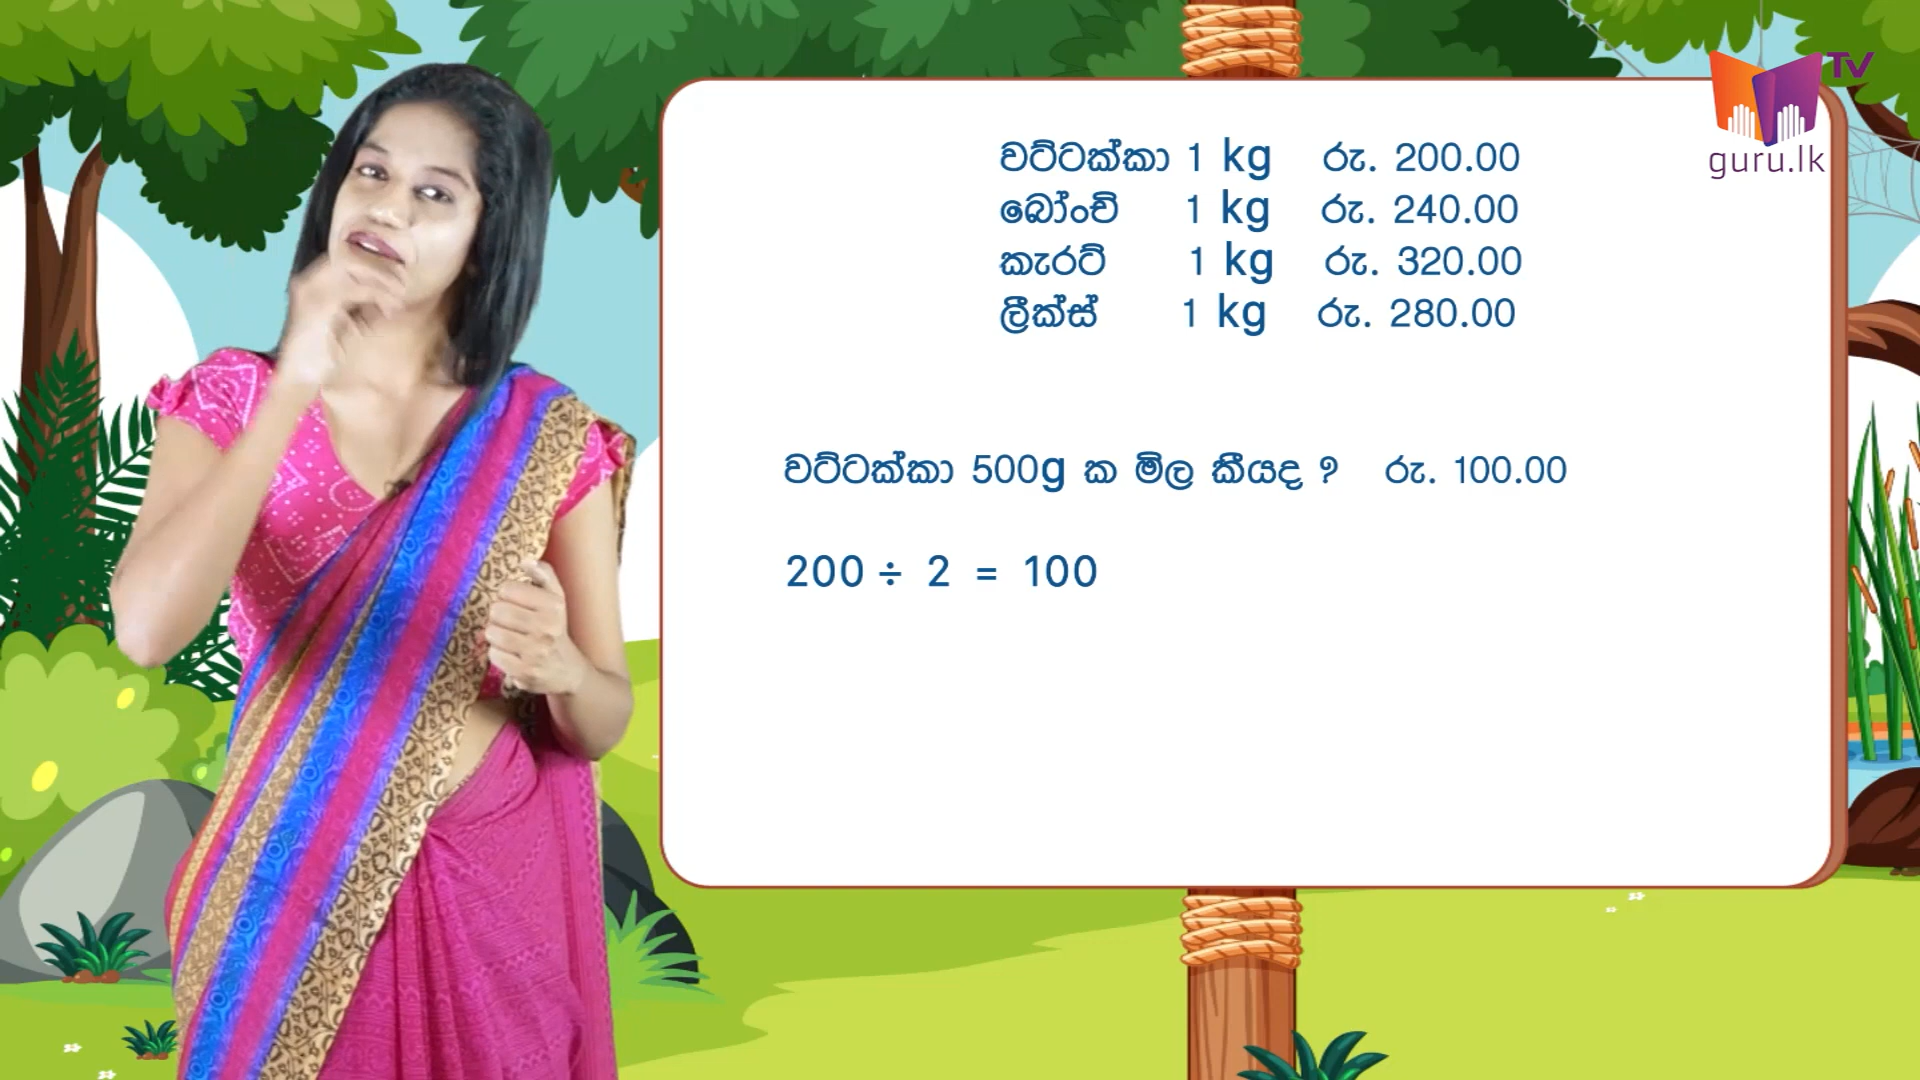 වට්ටක්කා 1 kg රු. 200.00
බෝංචි 1 kg රු. 240.00
කැරට් 1 kg රු. 320.00
ලීක්ස් 1 kg රු. 280.00
වට්ටක්කා 500g ක මිල කීයද ? රු. 100.00
200 ÷ 2 = 100
TV
guru.lk